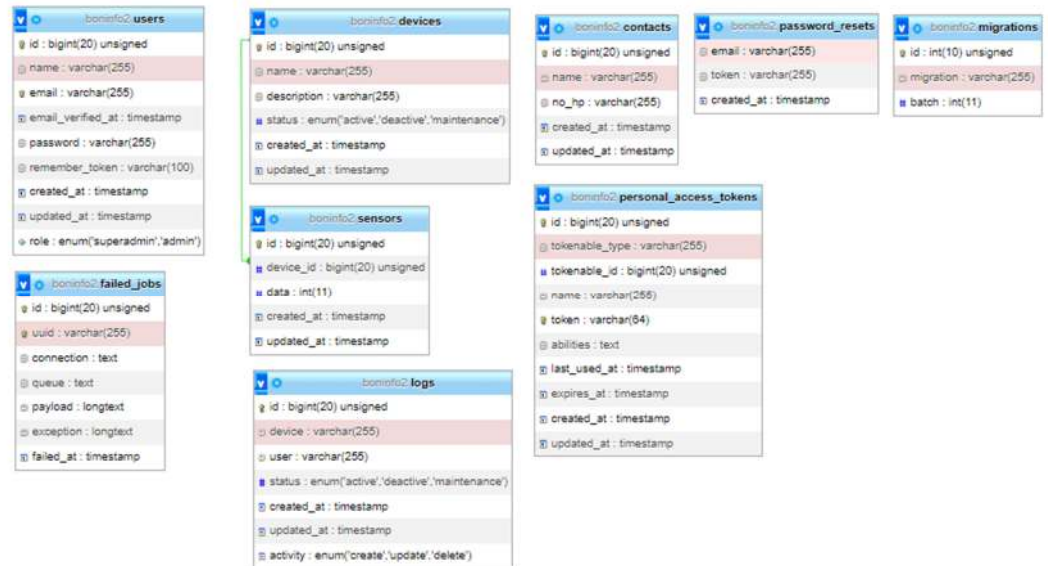 boninfo2 users
id : bigint(20) unsigned
name : varchar(255)
email : varchar(255)
email_verified_at : timestamp
password : varchar(255)
remember_token : varchar(100)
created_at : timestamp
updated_at : timestamp
role : enum('superadmin','admin')
boninfo2 failed_jobs
id : bigint(20) unsigned
uuid : varchar(255)
connection : text
queue : text
payload : longtext
exception : longtext
failed_at : timestamp
boninfo2 devices
id : bigint(20) unsigned
name : varchar(255)
description : varchar(255)
status : enum('active','deactive','maintenance')
created_at : timestamp
updated_at : timestamp
boninfo2 sensors
id : bigint(20) unsigned
device_id : bigint(20) unsigned
data : int(11)
created_at : timestamp
updated_at : timestamp
boninfo2 logs
id : bigint(20) unsigned
device : varchar(255)
user : varchar(255)
status : enum('active','deactive','maintenance')
created_at : timestamp
updated_at : timestamp
activity : enum('create','update','delete')
boninfo2 contacts
id : bigint(20) unsigned
name : varchar(255)
no_hp : varchar(255)
created_at : timestamp
updated_at : timestamp
boninfo2 password_resets
email : varchar(255)
token : varchar(255)
created_at : timestamp
boninfo2 migrations
id : int(10) unsigned
migration : varchar(255)
batch : int(11)
boninfo2 personal_access_tokens
id : bigint(20) unsigned
tokenable_type : varchar(255)
tokenable_id : bigint(20) unsigned
name : varchar(255)
token : varchar(64)
abilities : text
last_used_at : timestamp
expires_at : timestamp
created_at : timestamp
updated_at : timestamp